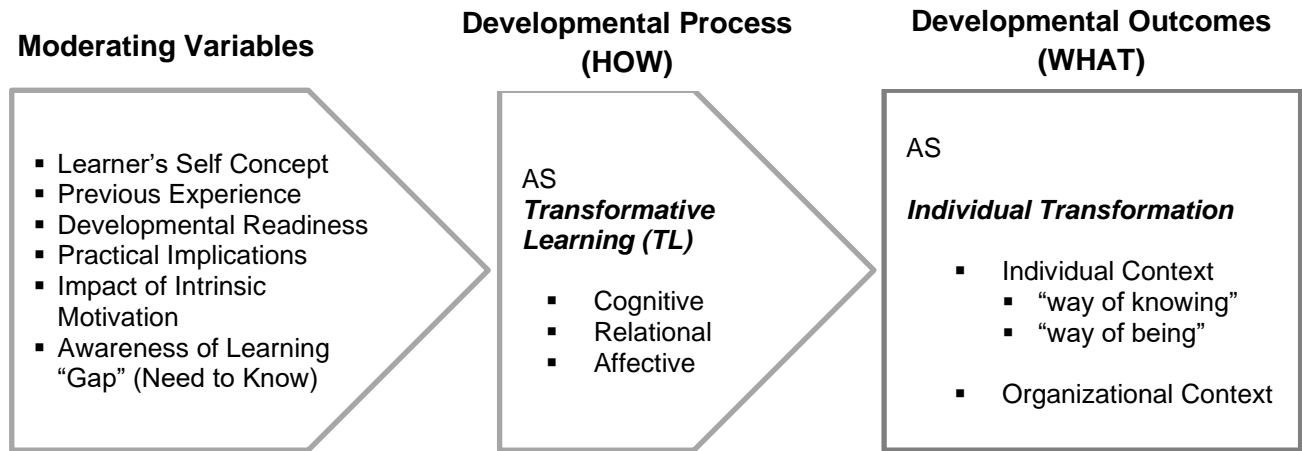 Moderating Variables
Developmental Process
(HOW)
Developmental Outcomes
(WHAT)
▪ Learner’s Self Concept
▪ Previous Experience
▪ Developmental Readiness
▪ Practical Implications
▪ Impact of Intrinsic
Motivation
▪ Awareness of Learning
“Gap” (Need to Know)
AS
Transformative
Learning (TL)
▪ Cognitive
▪ Relational
▪ Affective
AS
Individual Transformation
▪ Individual Context
▪ “way of knowing”
▪ “way of being”
▪ Organizational Context